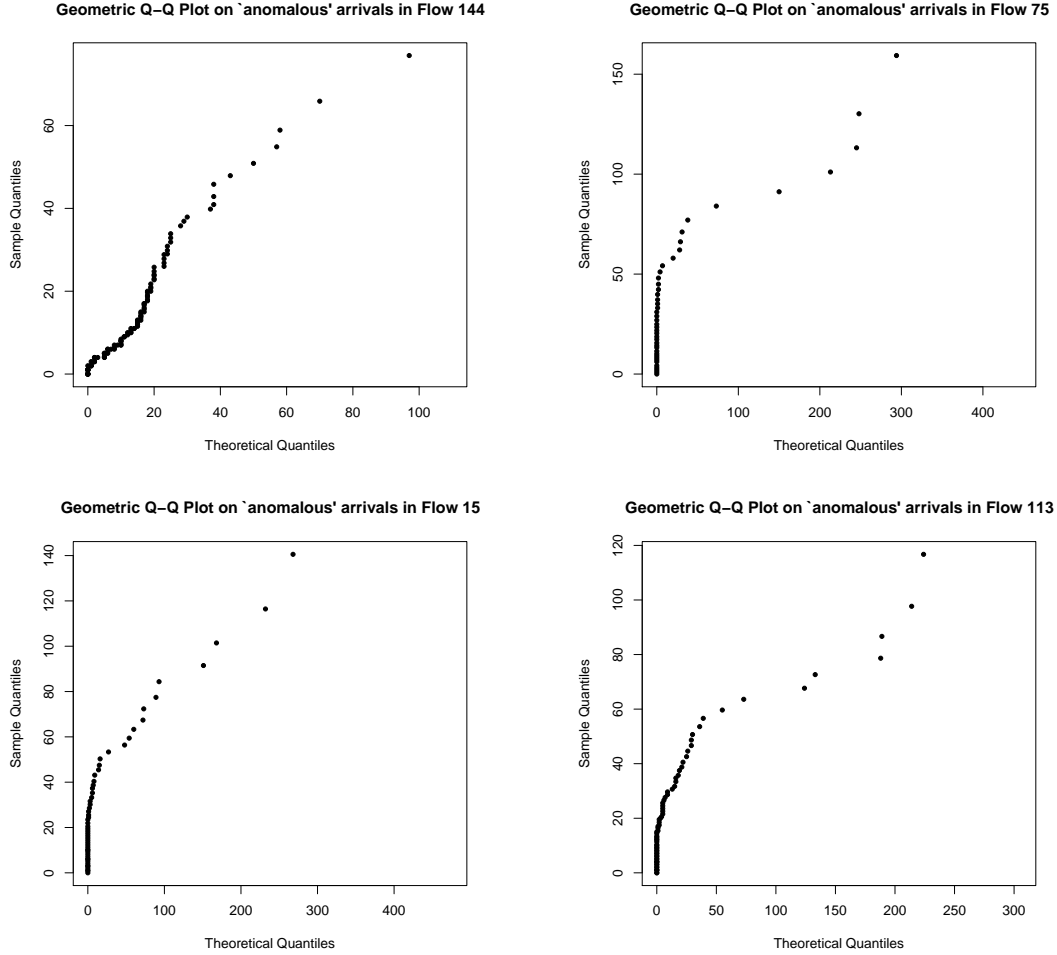 Geometric Q−Q Plot on `anomalous' arrivals in Flow 144
Sample Quantiles
0 20 40 60
0 20 40 60 80 100
Theoretical Quantiles
Geometric Q−Q Plot on `anomalous' arrivals in Flow 75
Sample Quantiles
0 50 100 150
0 100 200 300 400
Theoretical Quantiles
Geometric Q−Q Plot on `anomalous' arrivals in Flow 15
Sample Quantiles
0 20 40 60 80 100 120 140
0 100 200 300 400
Theoretical Quantiles
Geometric Q−Q Plot on `anomalous' arrivals in Flow 113
Sample Quantiles
0 20 40 60 80 100 120
0 50 100 150 200 250 300
Theoretical Quantiles